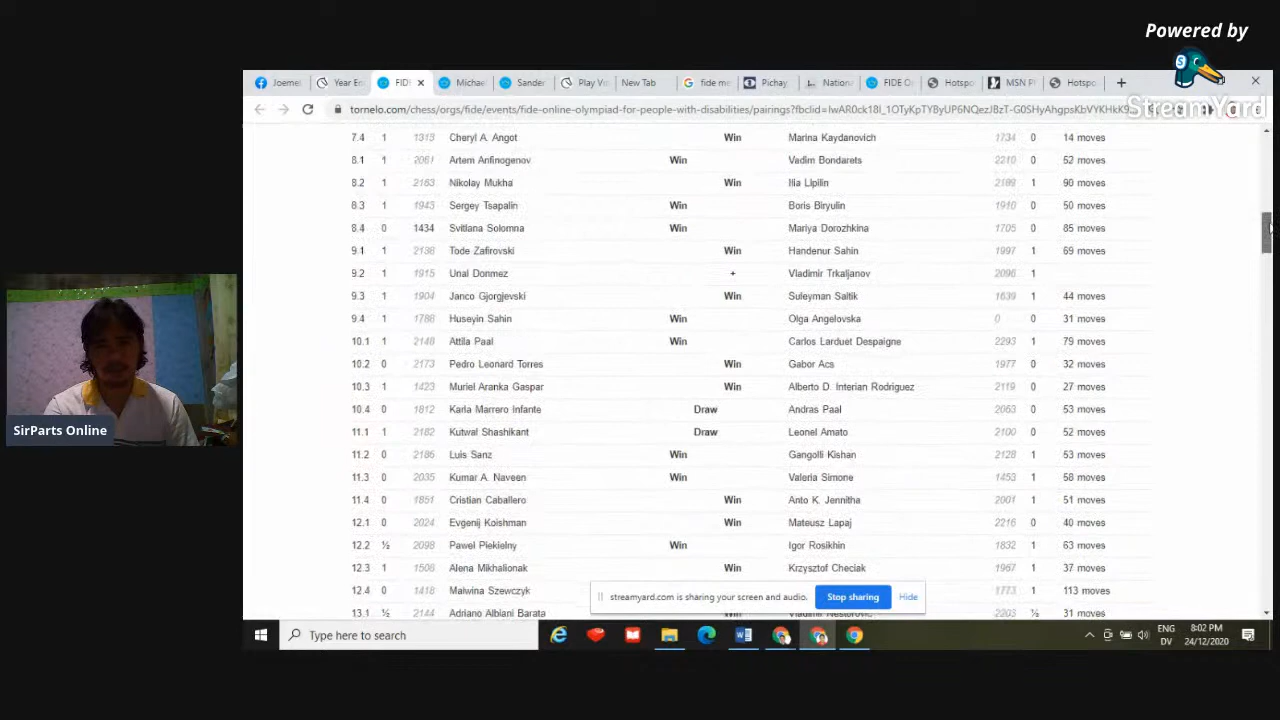 Powered by
StreamYard
Joemel
Year En
FIDE
Michae
Sander
Play Vi
New Tab
fide me
Pichay
Nationa
FIDE O
Hotspo
MSN P
Hotspo
tornelo.com/chess/orgs/fide/events/fide-online-olympiad-for-people-with-disabilities/pairings?fbclid=
7.4 1 1313 Cheryl A. Angot Win Marina Kaydanovich 1734 0 14 moves
8.1 1 2061 Artem Anfinogenov Win Vadim Bondarets 2210 0 52 moves
8.2 1 2163 Nikolay Mukha Win Ilia Lipilin 2189 1 90 moves
8.3 1 1943 Sergey Tsapalin Win Boris Biryulin 1910 0 50 moves
8.4 0 1434 Svitlana Solomna Win Mariya Dorozhkina 1705 0 85 moves
9.1 1 2138 Tode Zafirovski Win Handenur Sahin 1997 1 69 moves
9.2 1 1915 Unal Donmez + Vladimir Trkaljanov 2096 1
9.3 1 1904 Janco Gjorgjevski Win Suleyman Saltik 1639 1 44 moves
9.4 1 1788 Huseyin Sahin Win Olga Angelovska 0 0 31 moves
10.1 1 2148 Attila Paal Win Carlos Larduet Despaigne 2293 1 79 moves
10.2 0 2173 Pedro Leonard Torres Win Gabor Acs 1977 0 32 moves
10.3 1 1423 Muriel Aranka Gaspar Win Alberto D. Interian Rodriguez 2119 0 27 moves
10.4 0 1812 Karla Marrero Infante Draw Andras Paal 2063 0 53 moves
11.1 1 2182 Kutwal Shashikant Draw Leonel Amato 2100 0 52 moves
11.2 0 2186 Luis Sanz Win Gangolli Kishan 2128 1 53 moves
11.3 0 2035 Kumar A. Naveen Win Valeria Simone 1453 1 58 moves
11.4 0 1851 Cristian Caballero Win Anto K. Jennitha 2001 1 51 moves
12.1 0 2024 Evgenij Koishman Win Mateusz Lapaj 2216 0 40 moves
12.2 ½ 2098 Pawel Piekielny Win Igor Rosikhin 1832 1 63 moves
12.3 1 1508 Alena Mikhalionak Win Krzysztof Checiak 1967 1 37 moves
12.4 0 1418 Malwina Szewczyk 1773 1 113 moves
13.1 ½ 2144 Adriano Albiani Barata Win Vladimir Nestorovic 2203 ½ 31 moves
streamyard.com is sharing your screen and audio.
Stop sharing
Hide
SirParts Online
Type here to search
ENG
DV
8:02 PM
24/12/2020